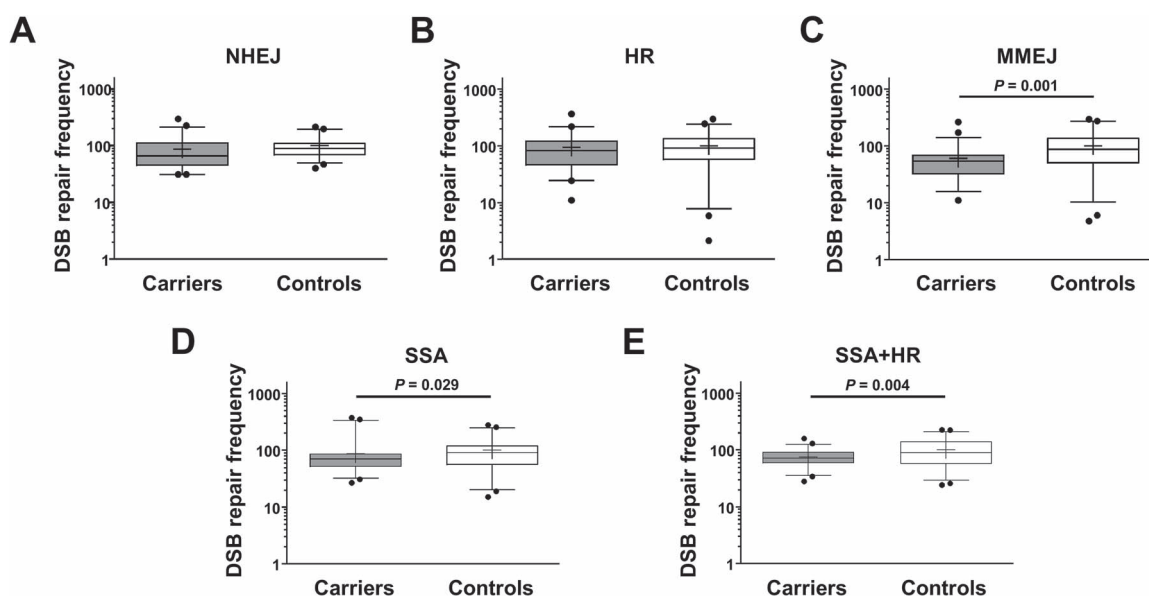 A
NHEJ
DSB repair frequency
1000
100
10
1
Carriers
Controls
B
HR
DSB repair frequency
1000
100
10
1
Carriers
Controls
C
MMEJ
P = 0.001
DSB repair frequency
1000
100
10
1
Carriers
Controls
D
SSA
P = 0.029
DSB repair frequency
1000
100
10
1
Carriers
Controls
E
SSA+HR
P = 0.004
DSB repair frequency
1000
100
10
1
Carriers
Controls